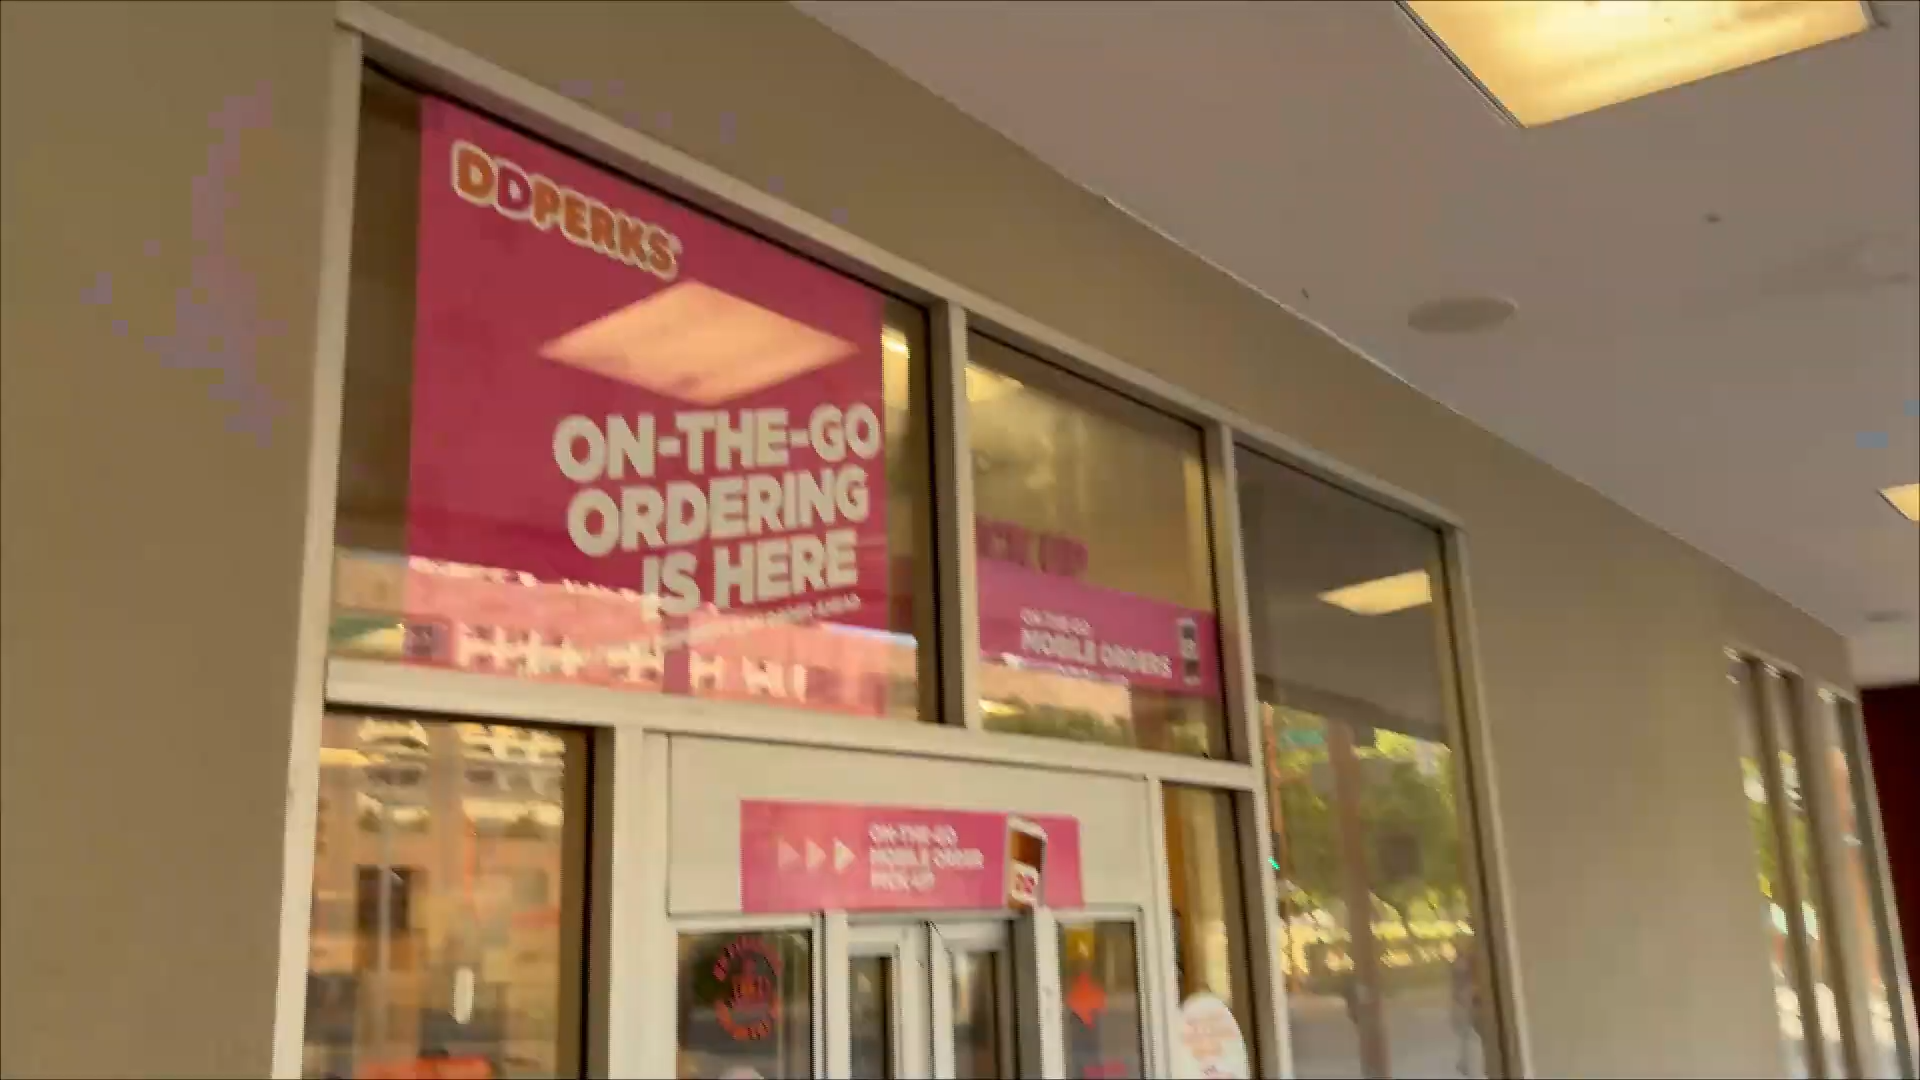 DDPERKS
ON-THE-GO
ORDERING
IS HERE
ON-THE-GO
MOBILE ORDERS
ON-THE-GO
MOBILE ORDER
PICK-UP
DD